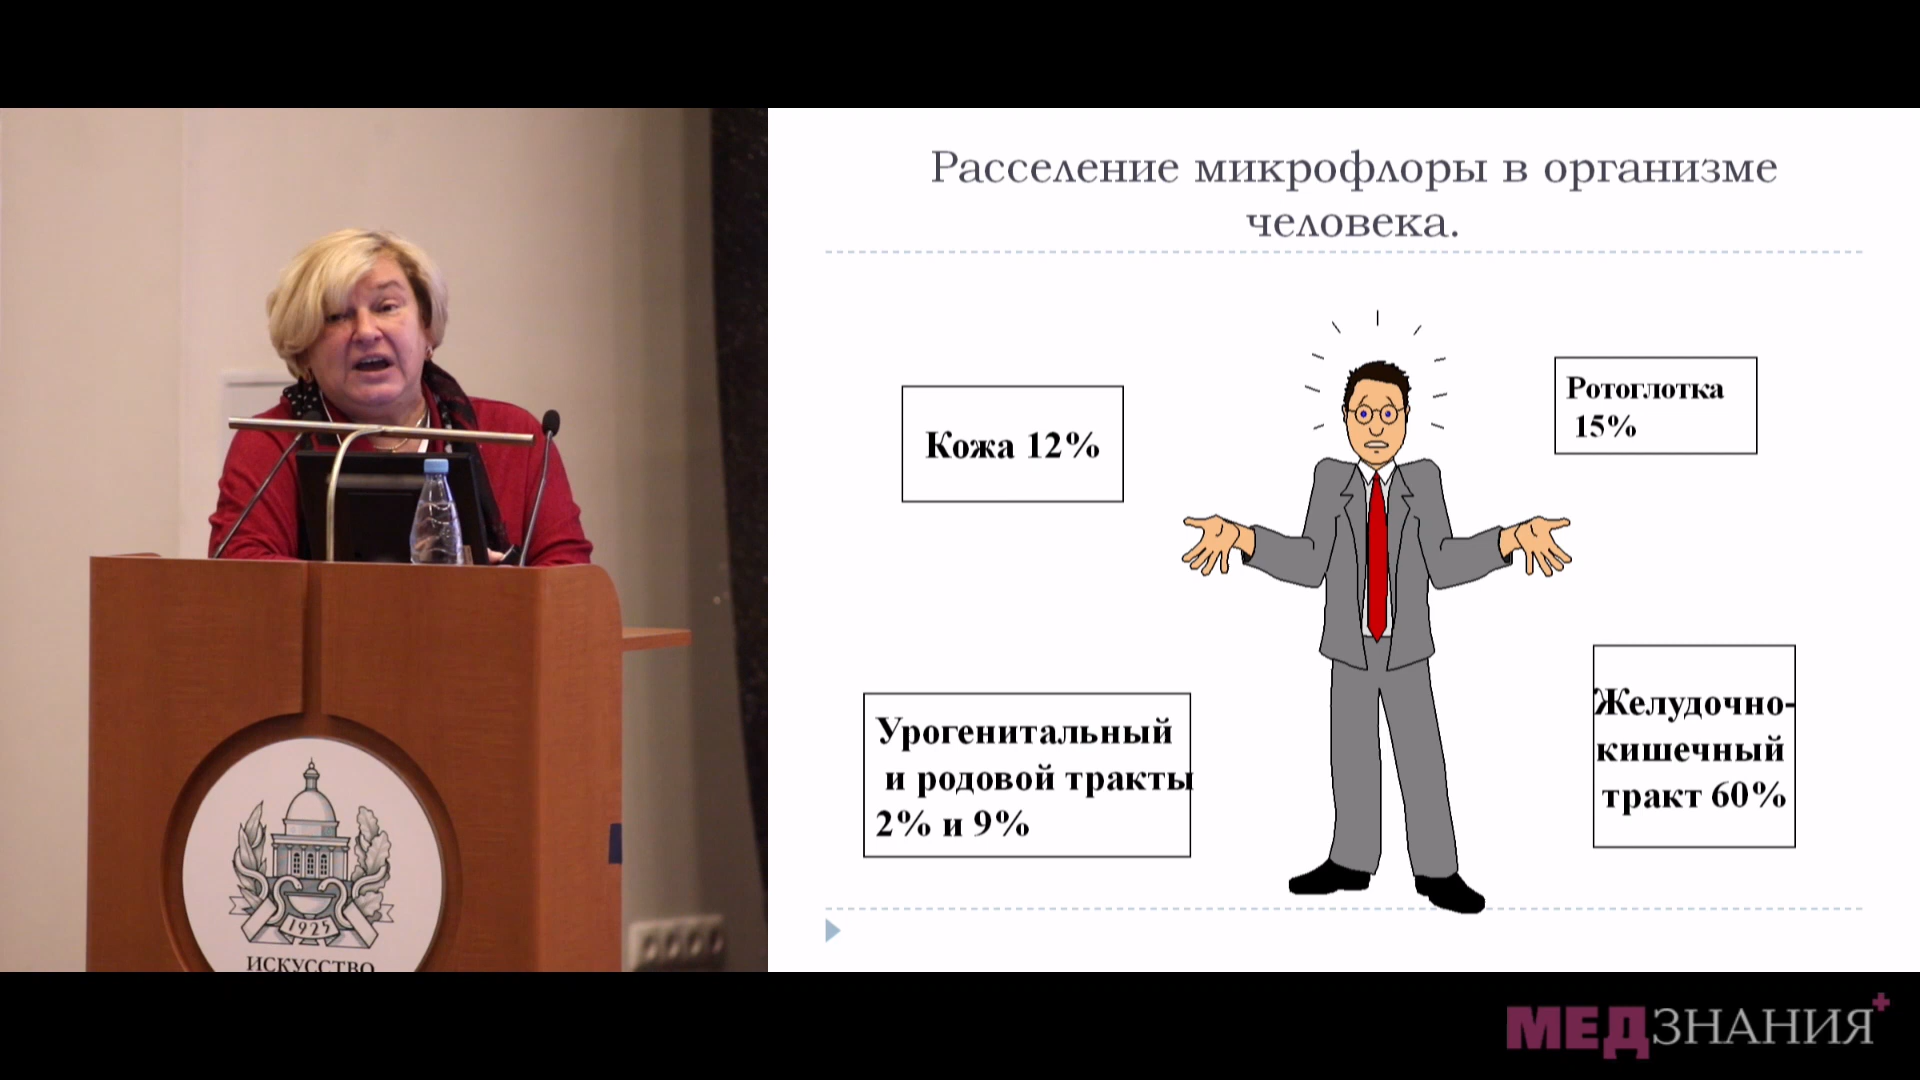 Расселение микрофлоры в организме
человека.
Кожа 12%
Ротоглотка
15%
Урогенитальный
и родовой тракты
2% и 9%
Желудочно-
кишечный
тракт 60%
1925
ИСКУССТВО
МЕДЗНАНИЯ+